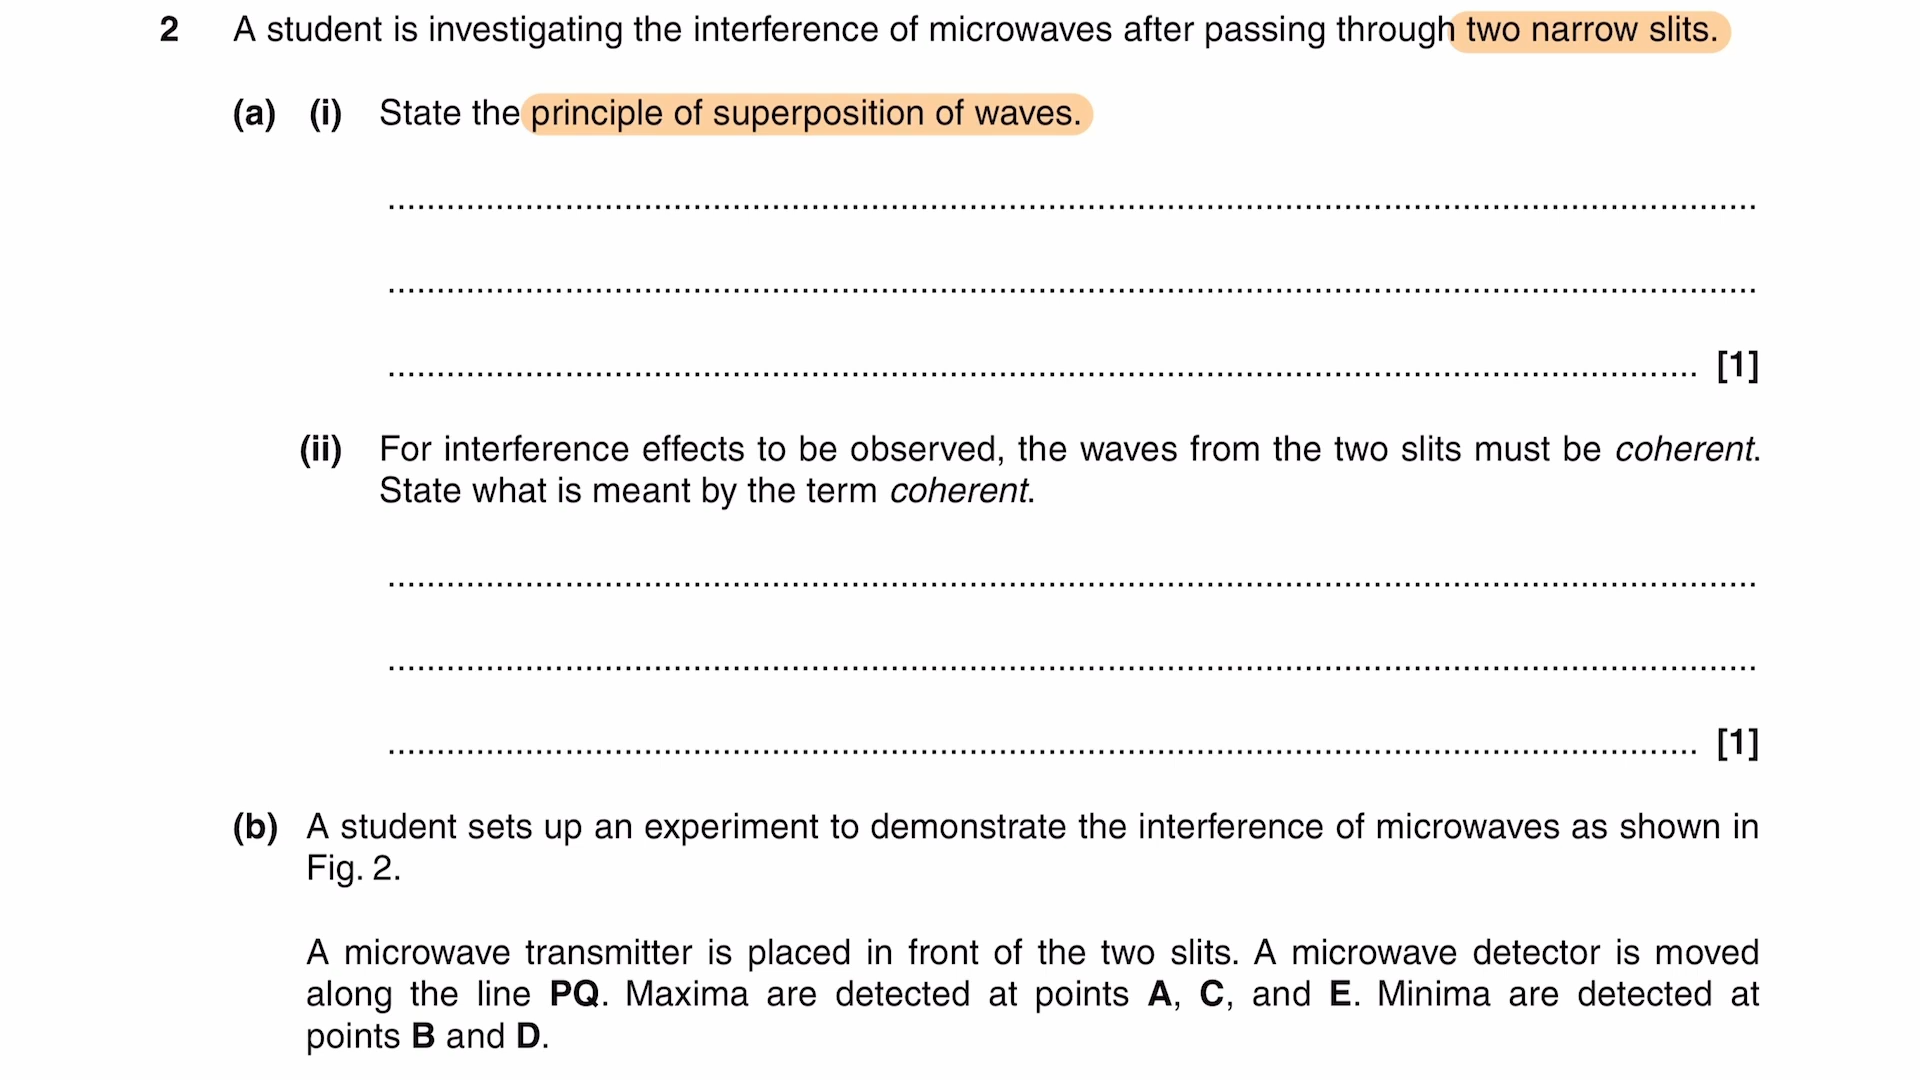 2 A student is investigating the interference of microwaves after passing through two narrow slits.
(a) (i) State the principle of superposition of waves.
..........................................................................................................................................
..........................................................................................................................................
.................................................................................................................................... [1]
(ii) For interference effects to be observed, the waves from the two slits must be coherent.
State what is meant by the term coherent.
..........................................................................................................................................
..........................................................................................................................................
.................................................................................................................................... [1]
(b) A student sets up an experiment to demonstrate the interference of microwaves as shown in
Fig. 2.
A microwave transmitter is placed in front of the two slits. A microwave detector is moved
along the line PQ. Maxima are detected at points A, C, and E. Minima are detected at
points B and D.